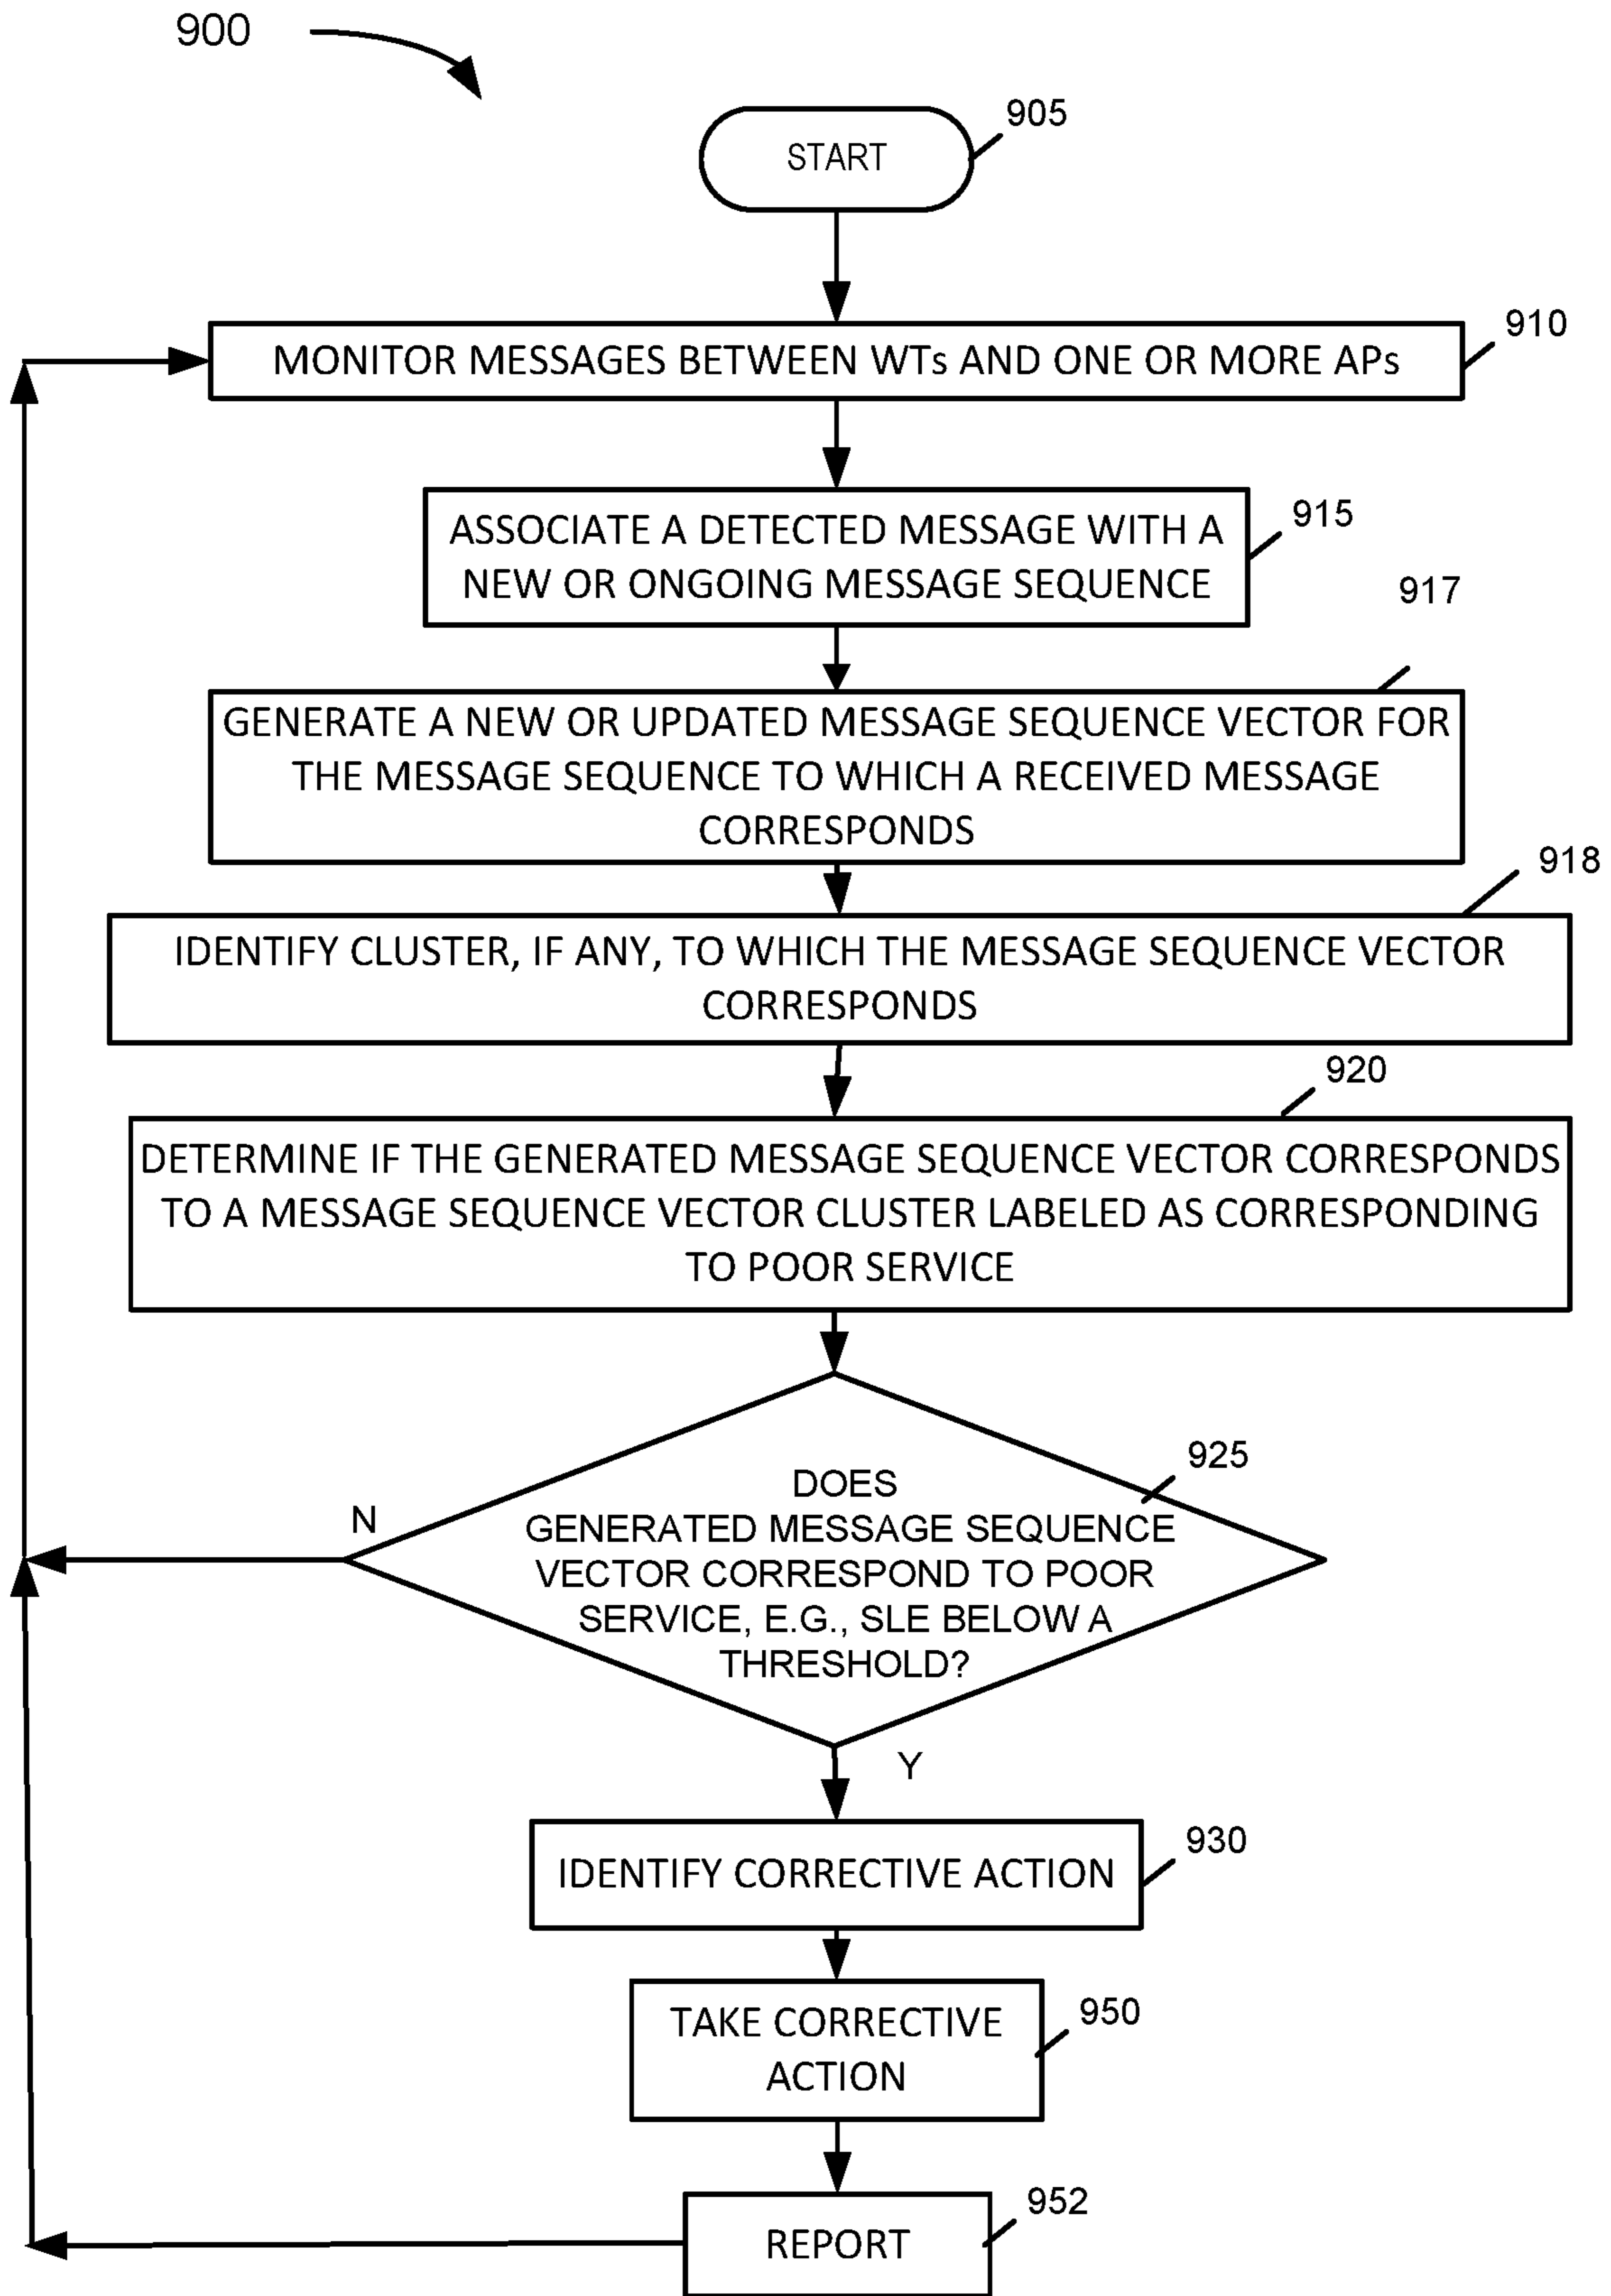 900
905
START
910
MONITOR MESSAGES BETWEEN WTs AND ONE OR MORE APs
915
ASSOCIATE A DETECTED MESSAGE WITH A
NEW OR ONGOING MESSAGE SEQUENCE
917
GENERATE A NEW OR UPDATED MESSAGE SEQUENCE VECTOR FOR
THE MESSAGE SEQUENCE TO WHICH A RECEIVED MESSAGE
CORRESPONDS
918
IDENTIFY CLUSTER, IF ANY, TO WHICH THE MESSAGE SEQUENCE VECTOR
CORRESPONDS
920
DETERMINE IF THE GENERATED MESSAGE SEQUENCE VECTOR CORRESPONDS
TO A MESSAGE SEQUENCE VECTOR CLUSTER LABELED AS CORRESPONDING
TO POOR SERVICE
925
DOES
GENERATED MESSAGE SEQUENCE
VECTOR CORRESPOND TO POOR
SERVICE, E.G., SLE BELOW A
THRESHOLD?
N
Y
930
IDENTIFY CORRECTIVE ACTION
950
TAKE CORRECTIVE
ACTION
952
REPORT